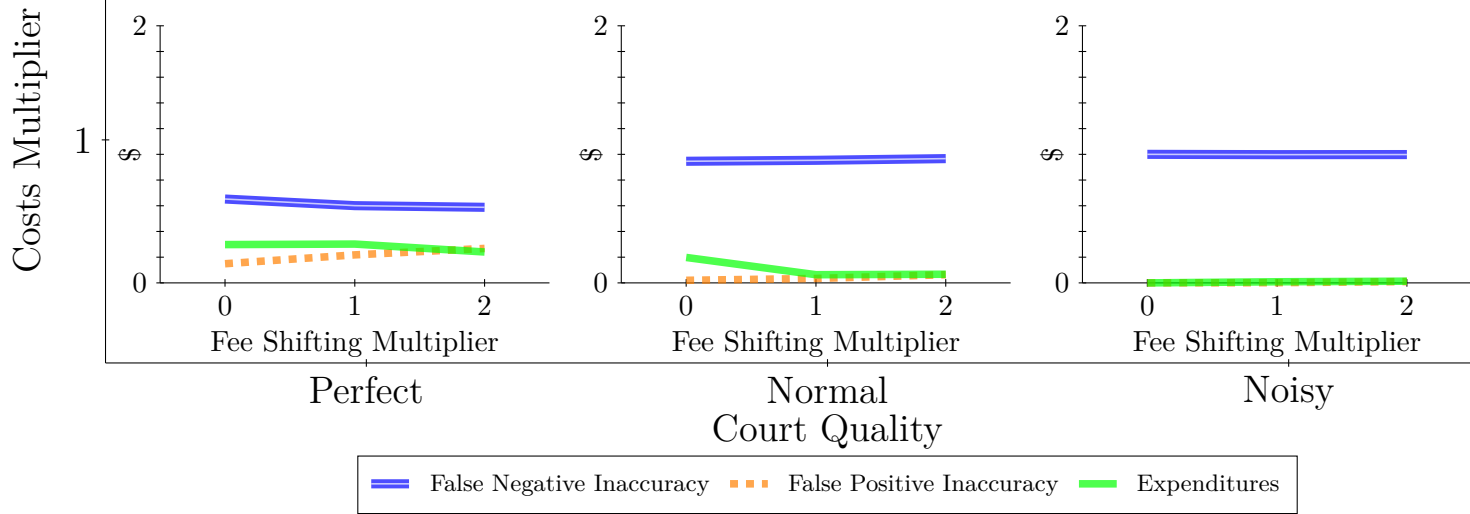 Costs Multiplier
1
2
$
0
0 1 2
Fee Shifting Multiplier
2
$
0
0 1 2
Fee Shifting Multiplier
2
$
0
0 1 2
Fee Shifting Multiplier
Perfect Normal Noisy
Court Quality
False Negative Inaccuracy False Positive Inaccuracy Expenditures